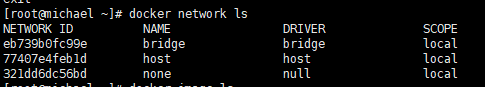 exit
[root@michael ~]# docker network ls
NETWORK ID          NAME                DRIVER              SCOPE
eb739b0fc99e        bridge              bridge              local
77407e4feb1d        host                host                local
321dd6dc56bd        none                null                local
[root@michael ~]# docker image ls